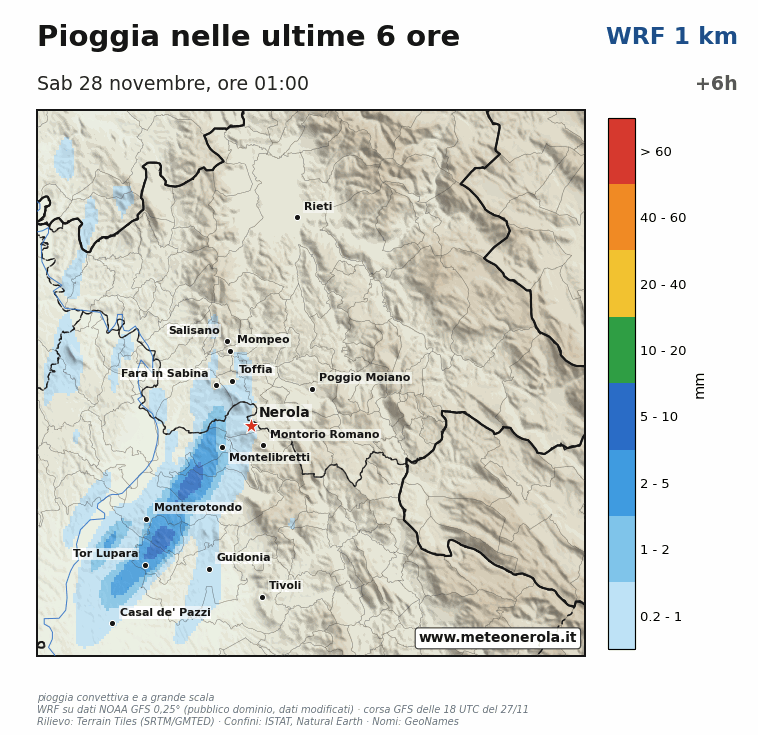 Pioggia nelle ultime 6 ore
WRF 1 km
Sab 28 novembre, ore 01:00
+6h
> 60
40 - 60
20 - 40
10 - 20
5 - 10
2 - 5
1 - 2
0.2 - 1
mm
Rieti
Salisano
Mompeo
Toffia
Fara in Sabina
Poggio Moiano
Nerola
Montorio Romano
Montelibretti
Monterotondo
Tor Lupara
Guidonia
Tivoli
Casal de' Pazzi
www.meteonerola.it
pioggia convettiva e a grande scala
WRF su dati NOAA GFS 0,25° (pubblico dominio, dati modificati) · corsa GFS delle 18 UTC del 27/11
Rilievo: Terrain Tiles (SRTM/GMTED) · Confini: ISTAT, Natural Earth · Nomi: GeoNames